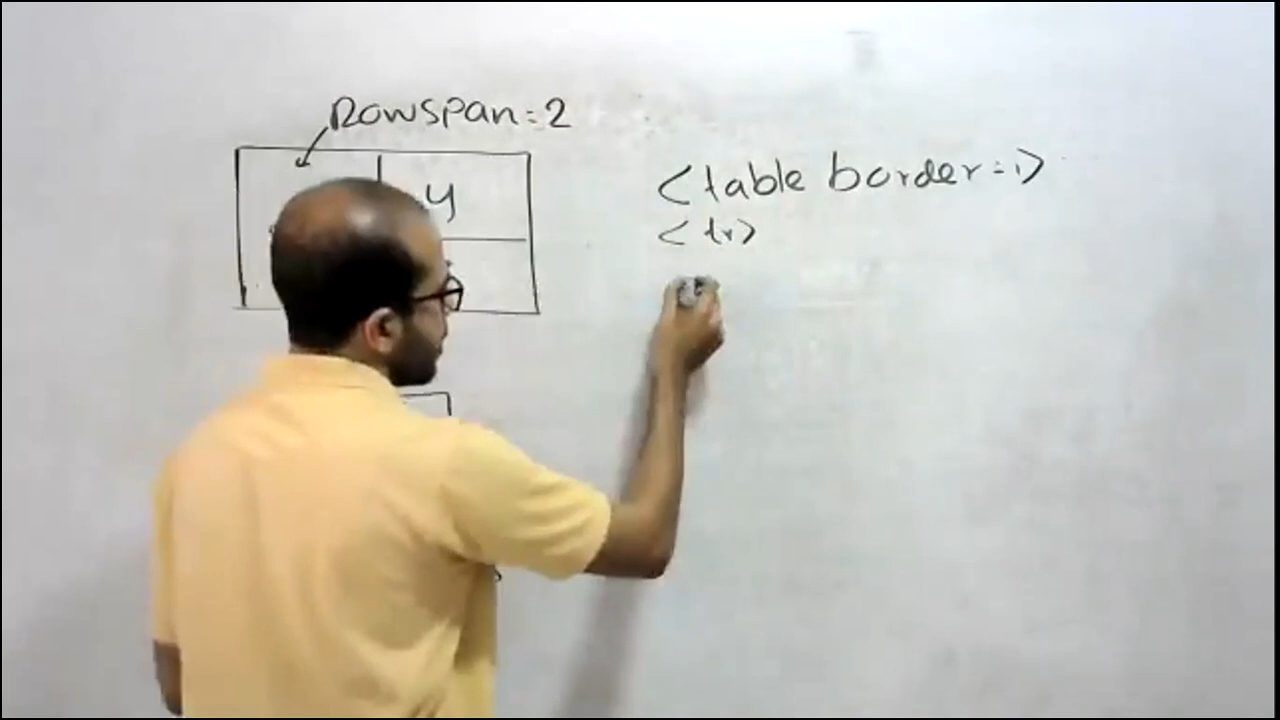 Rowspan=2
y
<table border=1>
<tr>